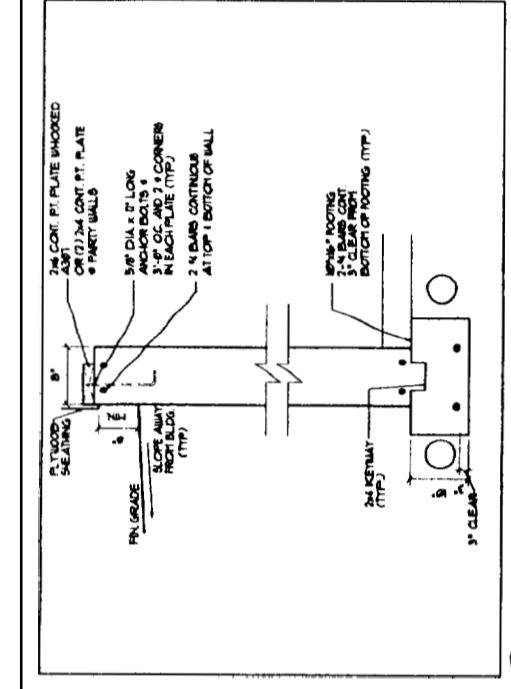 PLYWOOD
SHEATHING
8"
2x6 CONT. P.T. PLATE W/HOOKED
A307
OR (2) 2x4 CONT. P.T. PLATE
@ PARTY WALLS
5/8" DIA. x 12" LONG
ANCHOR BOLTS @
O.C. AND 2 @ CORNERS
IN EACH PLATE (TYP.)
2 BARS CONTINUOUS
AT TOP & BOTTOM OF WALL
FIN. GRADE
SLOPE AWAY
FROM BLDG.
(TYP.)
FOOTING
BARS CONT.
3" CLEAR FROM
BOTTOM OF FOOTING (TYP.)
2x4 KEYWAY
(TYP.)
3" CLEAR